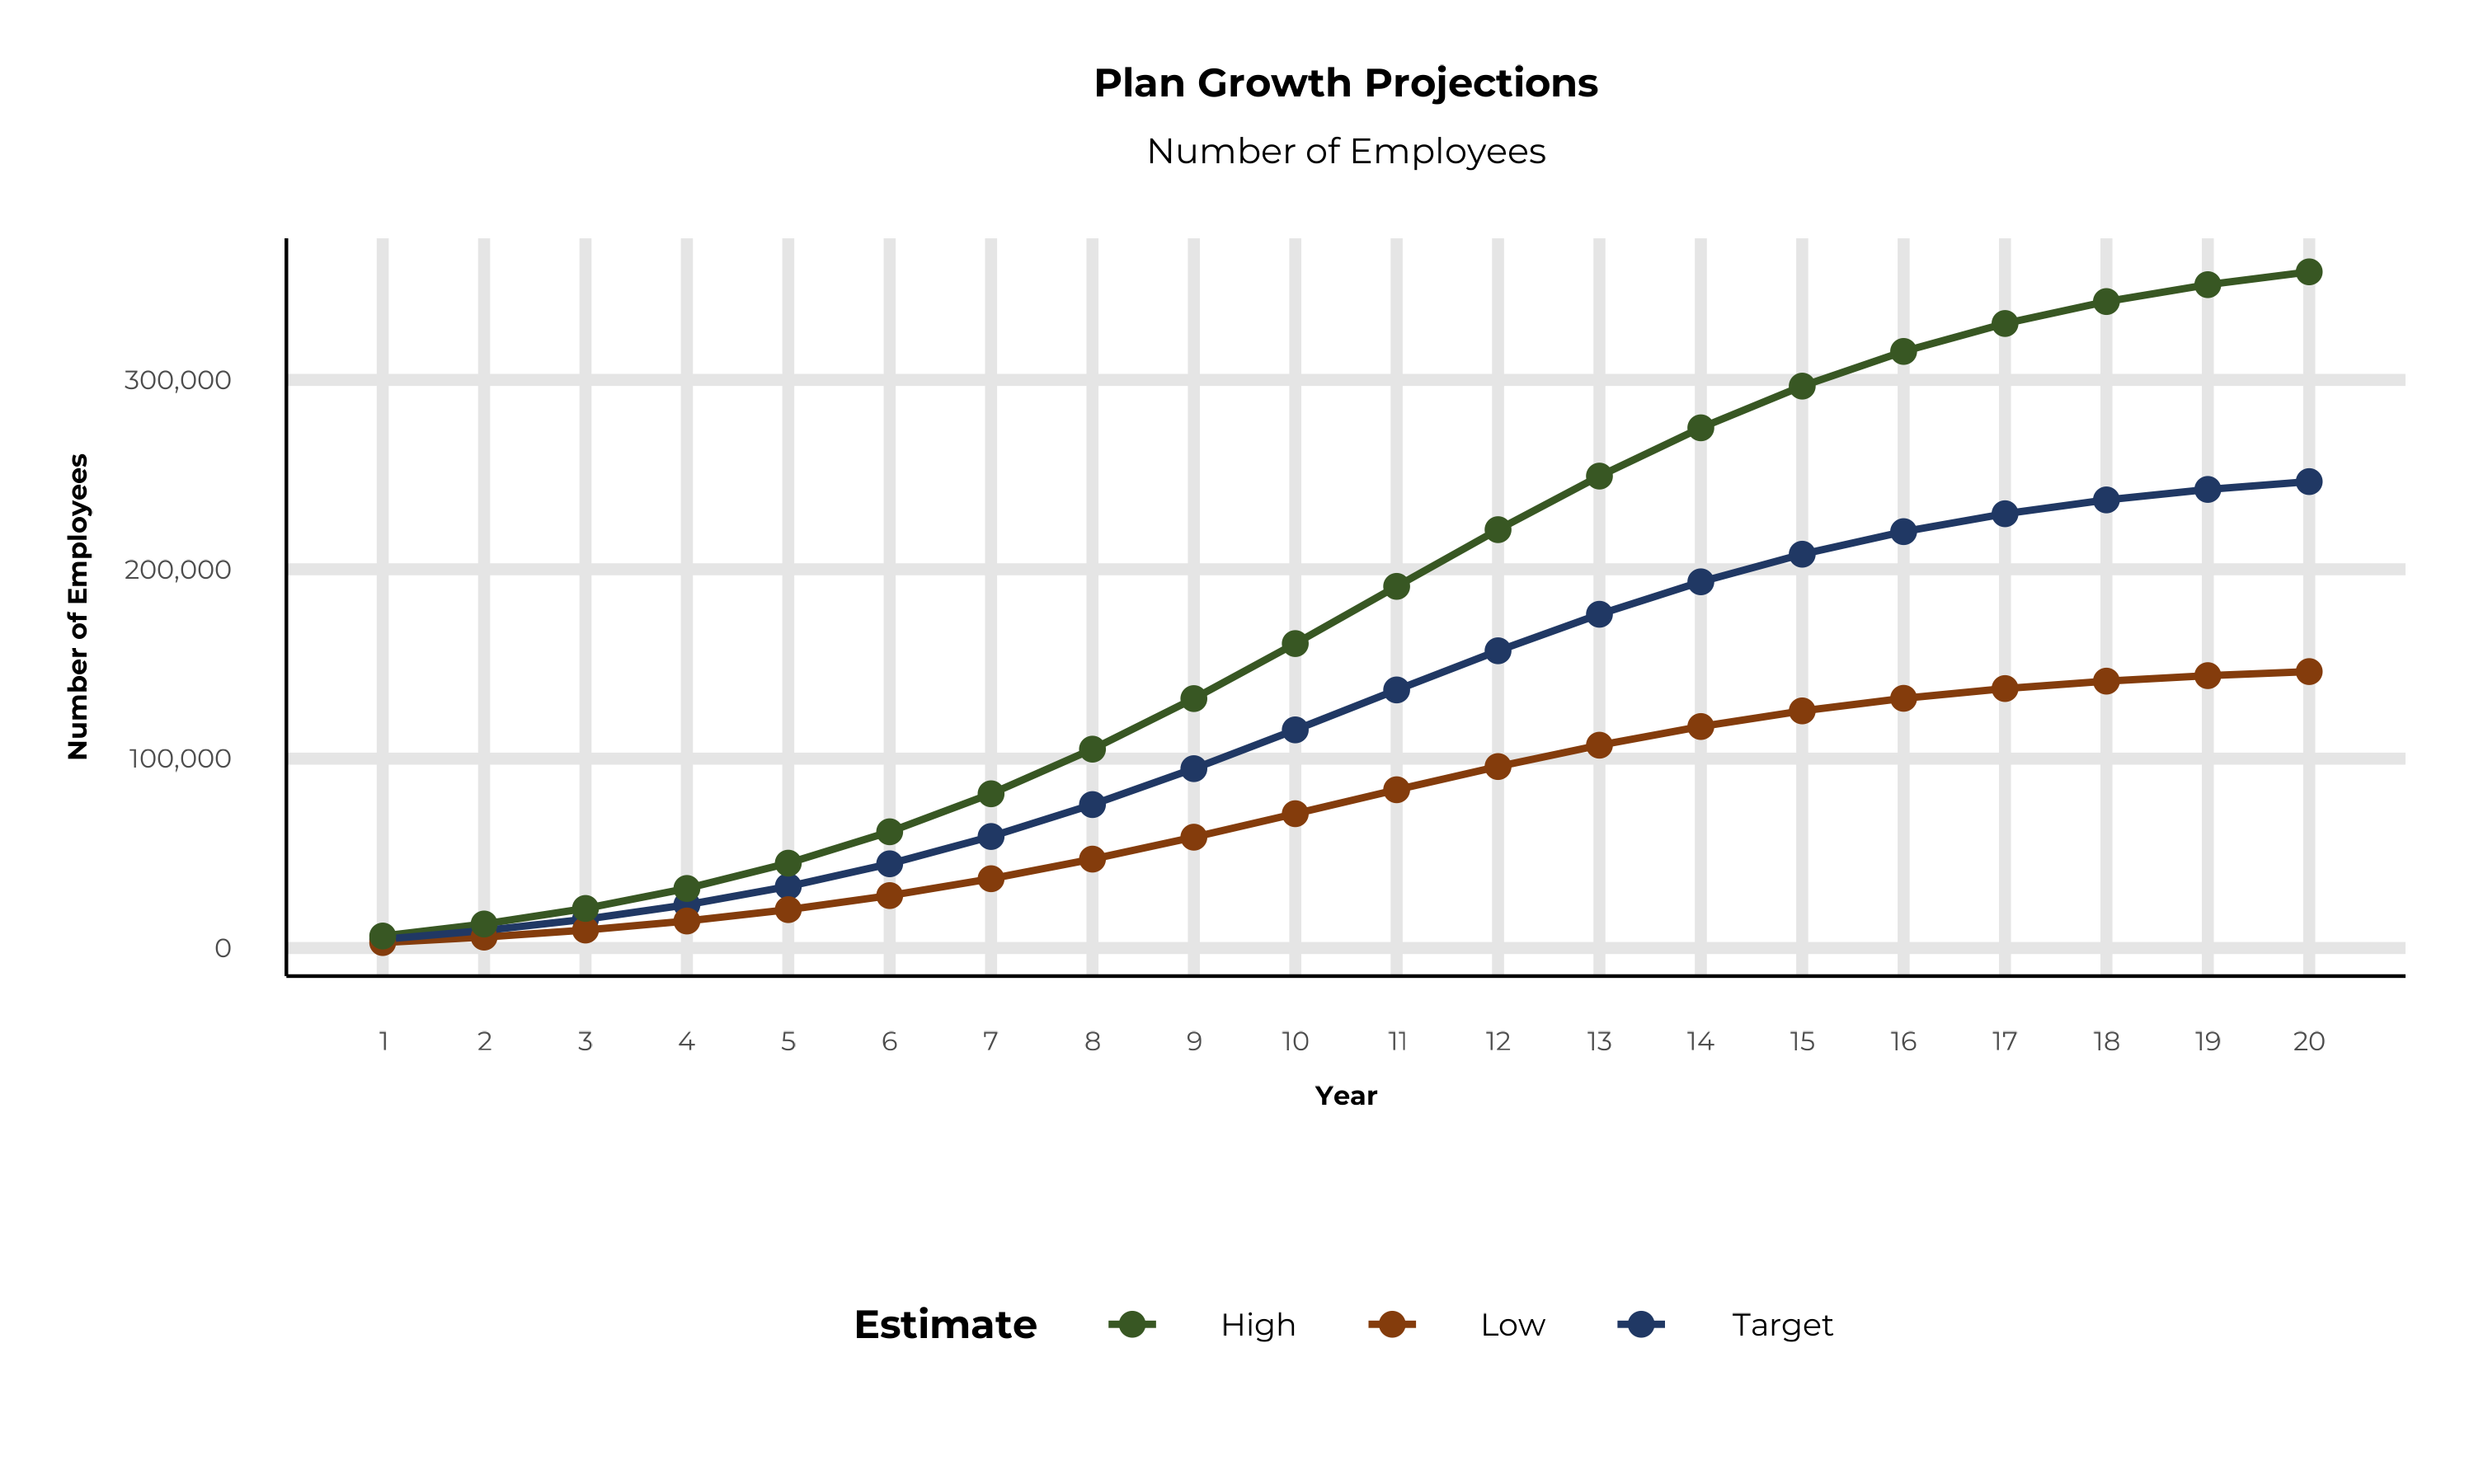 Plan Growth Projections
Number of Employees
Number of Employees
300,000
200,000
100,000
0
1 2 3 4 5 6 7 8 9 10 11 12 13 14 15 16 17 18 19 20
Year
Estimate High Low Target